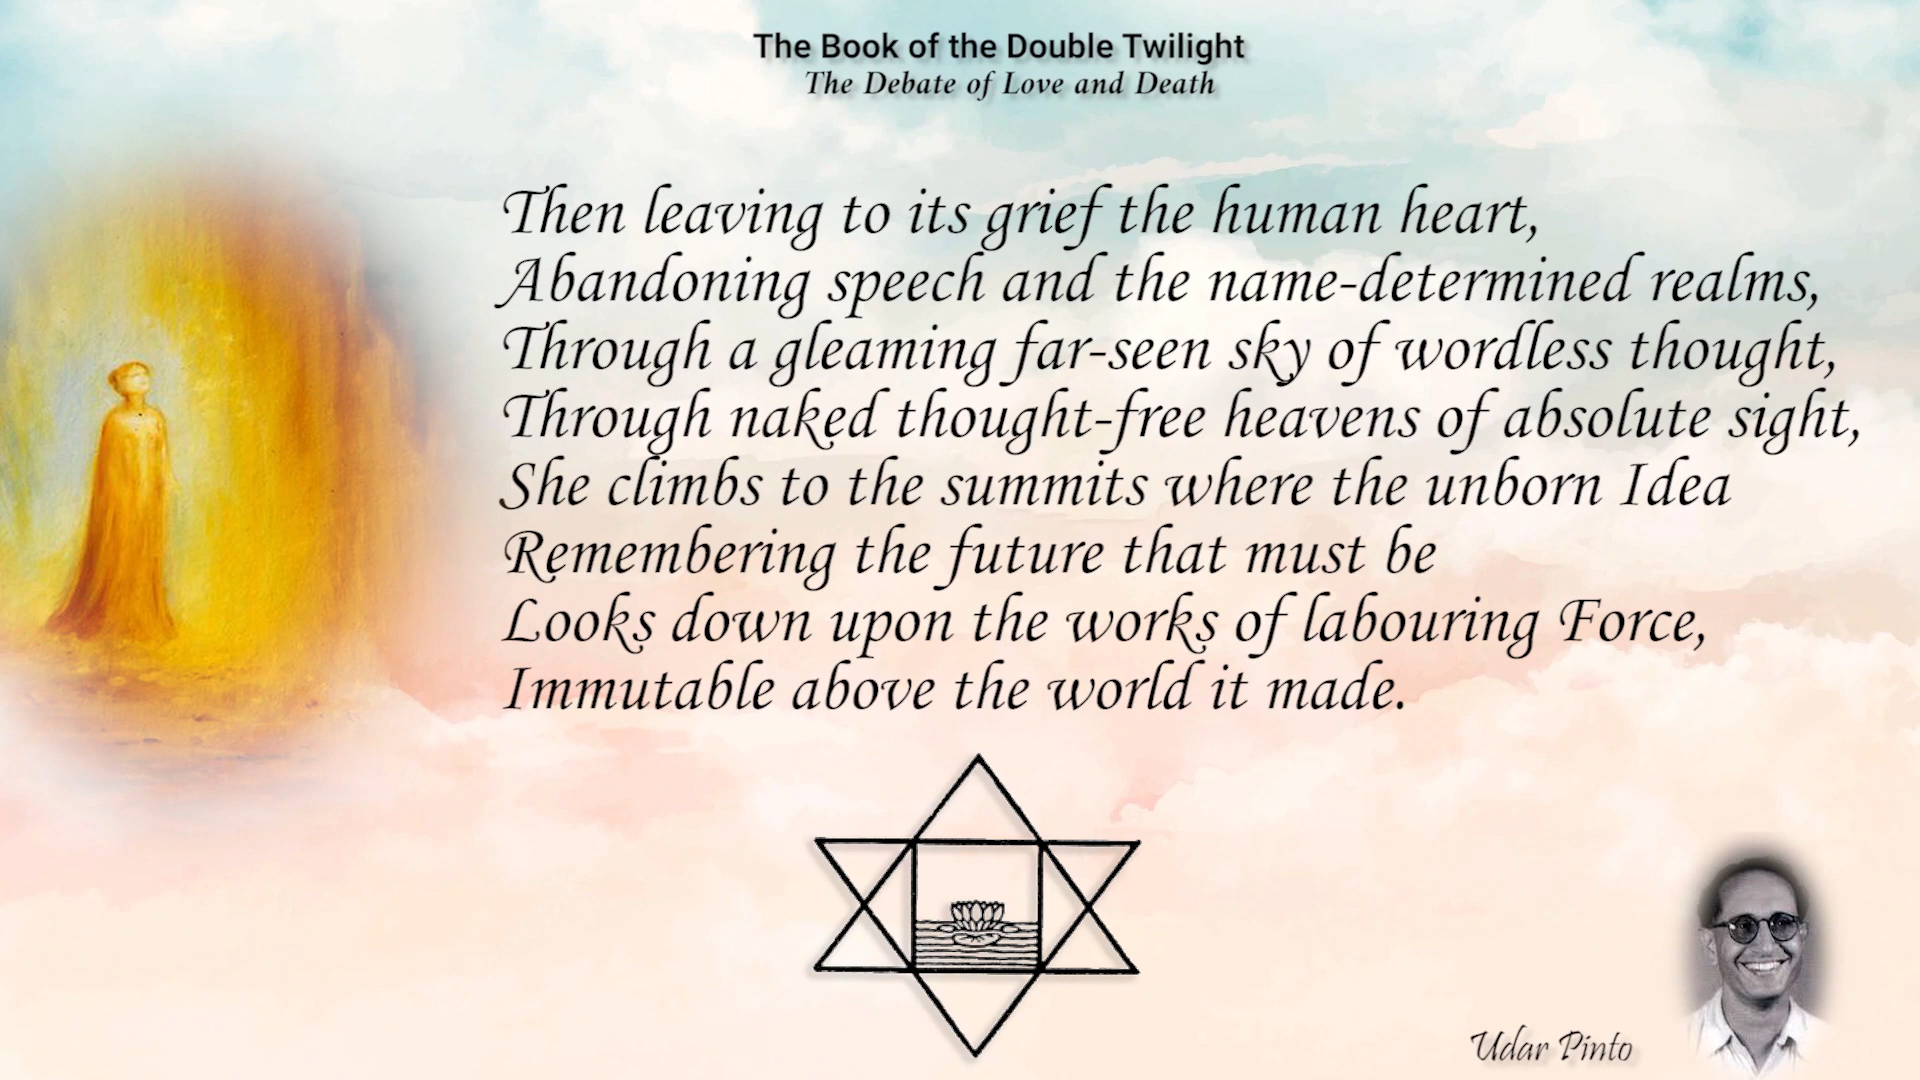 The Book of the Double Twilight
The Debate of Love and Death
Then leaving to its grief the human heart,
Abandoning speech and the name-determined realms,
Through a gleaming far-seen sky of wordless thought,
Through naked thought-free heavens of absolute sight,
She climbs to the summits where the unborn Idea
Remembering the future that must be
Looks down upon the works of labouring Force,
Immutable above the world it made.
Udar Pinto